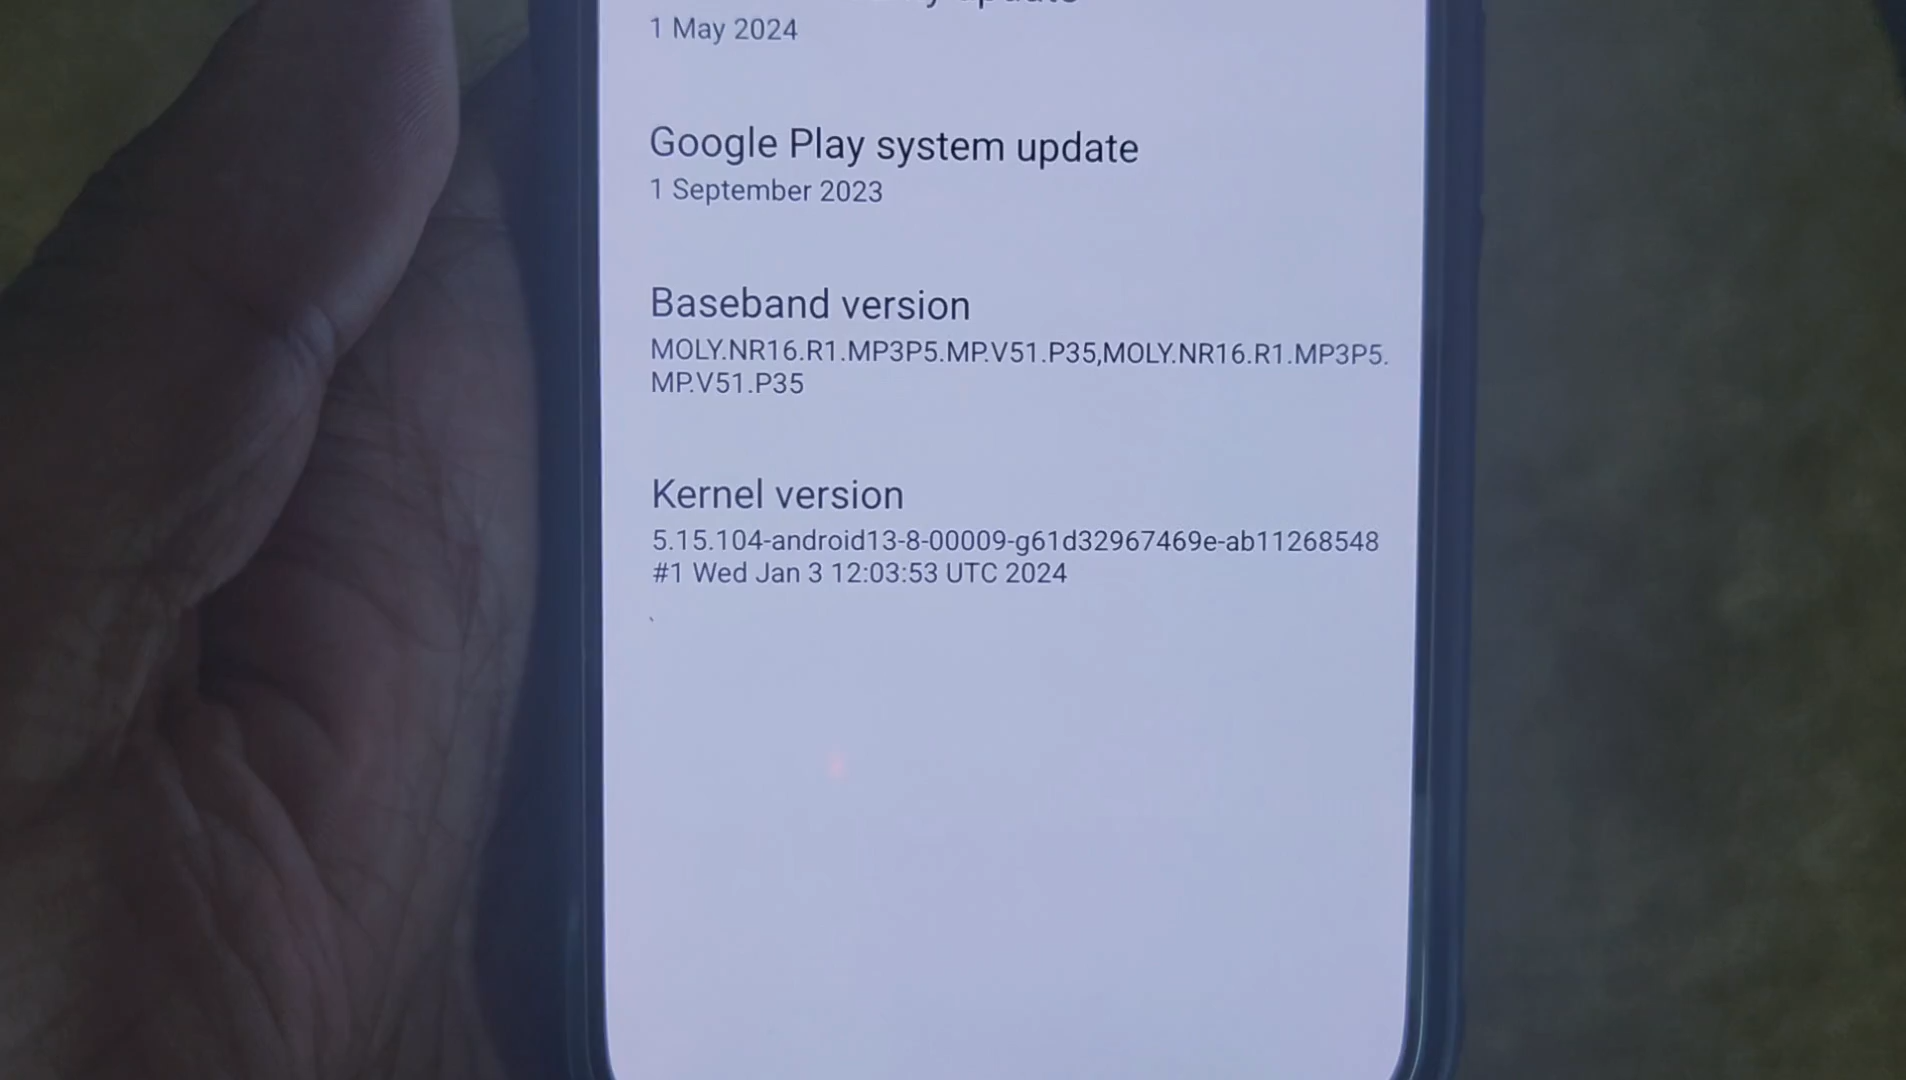 1 May 2024
Google Play system update
1 September 2023
Baseband version
MOLY.NR16.R1.MP3P5.MP.V51.P35,MOLY.NR16.R1.MP3P5.
MP.V51.P35
Kernel version
5.15.104-android13-8-00009-g61d32967469e-ab11268548
#1 Wed Jan 3 12:03:53 UTC 2024